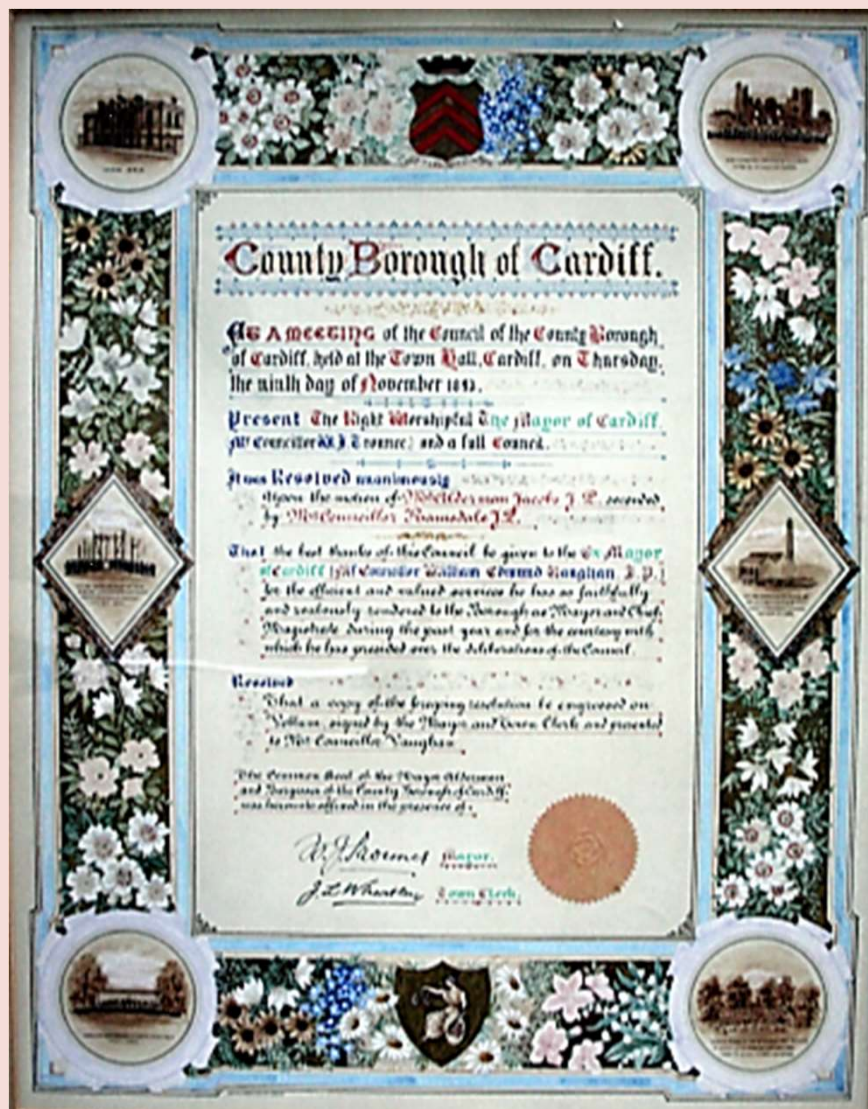 County Borough of Cardiff.
At A MEETING of the Council of the County Borough
of Cardiff, held at the Town Hall, Cardiff, on Thursday,
the ninth day of November 1893.
Present The Right Worshipful The Mayor of Cardiff,
Mr Councillor W. J. Trounce) and a full Council.
It was Resolved unanimously
Upon the motion of Mr Alderman Jacobs J. P. seconded
by Mr Councillor Ramsdale J.P.
That the best thanks of this Council be given to the Ex Mayor
of Cardiff (Mr Councillor William Edmund Vaughan. J. P.)
for the efficient and valued services he has so faithfully
and zealously rendered to the Borough as Mayor and Chief
Magistrate during the past year and for the courtesy with
which he has presided over the deliberations of the Council.
Resolved
That a copy of the foregoing resolution be engrossed on
Vellum, signed by the Mayor and Town Clerk and presented
to Mr Councillor Vaughan
The Common Seal of the Mayor Aldermen
and Burgesses of the County Borough of Cardiff
was hereunto affixed in the presence of.
W. J. Trounce Mayor.
J. L. Wheatley Town Clerk.